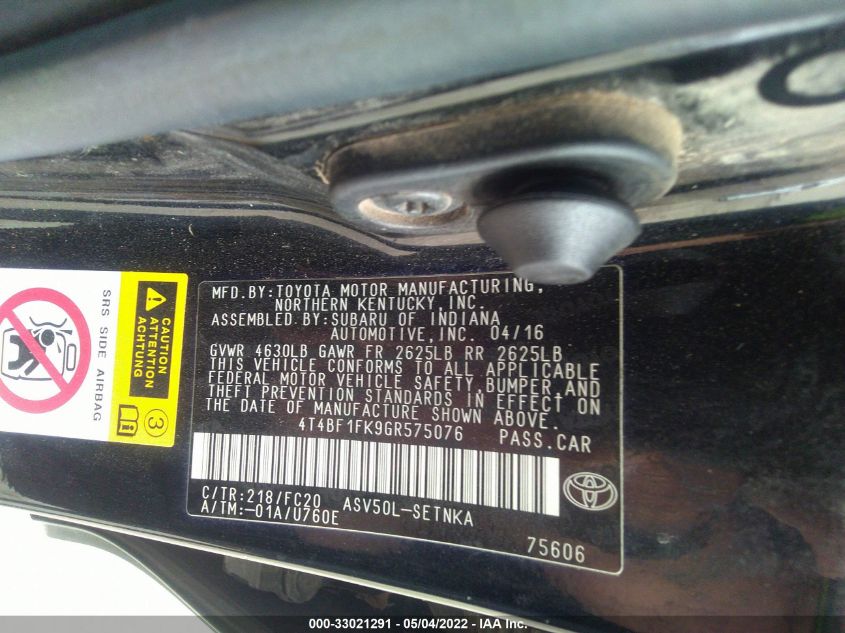 SRS SIDE AIRBAG
CAUTION
ATTENTION
ACHTUNG
3
MFD.BY:TOYOTA MOTOR MANUFACTURING,
NORTHERN KENTUCKY,INC.
ASSEMBLED BY:SUBARU OF INDIANA
AUTOMOTIVE,INC. 04/16
GVWR 4630LB GAWR FR 2625LB RR 2625LB
THIS VEHICLE CONFORMS TO ALL APPLICABLE
FEDERAL MOTOR VEHICLE SAFETY,BUMPER,AND
THEFT PREVENTION STANDARDS IN EFFECT ON
THE DATE OF MANUFACTURE SHOWN ABOVE.
4T4BF1FK9GR575076 PASS.CAR
C/TR:218/FC20 ASV50L-SETNKA
A/TM:-01A/U760E
75606
000-33021291 - 05/04/2022 - IAA Inc.